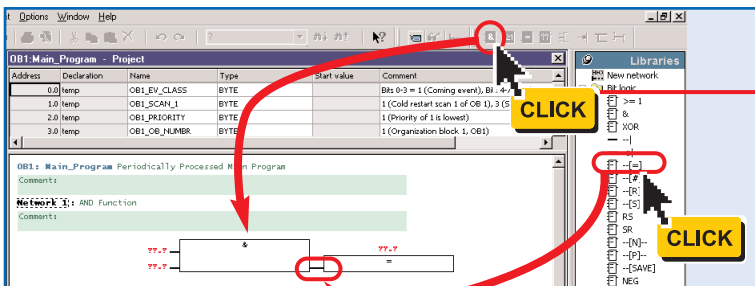 t Options Window Help
?
OB1:Main_Program - Project
Address Declaration Name Type Start value Comment
0.0 temp OB1_EV_CLASS BYTE Bits 0-3 = 1 (Coming event), Bit
1.0 temp OB1_SCAN_1 BYTE 1 (Cold restart scan 1 of OB 1), 3 (S
2.0 temp OB1_PRIORITY BYTE 1 (Priority of 1 is lowest)
3.0 temp OB1_OB_NUMBR BYTE 1 (Organization block 1, OB1)
CLICK
OB1: Main_Program Periodically Processed Main Program
Comment:
Network 1: AND Function
Comment:
&
??.?
??.?
??.?
=
Libraries
New network
Bit logic
>= 1
&
XOR
--|
--[=]
--[#]
--[R]
--[S]
RS
SR
--[N]--
--[P]--
--[SAVE]
NEG
CLICK